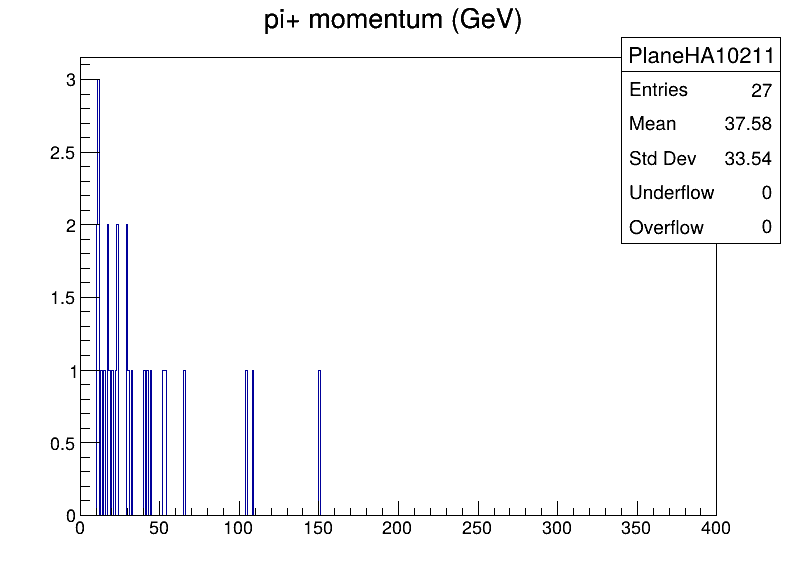 pi+ momentum (GeV)
PlaneHA10211
Entries 27
Mean 37.58
Std Dev 33.54
Underflow 0
Overflow 0
3
2.5
2
1.5
1
0.5
0
0 50 100 150 200 250 300 350 400